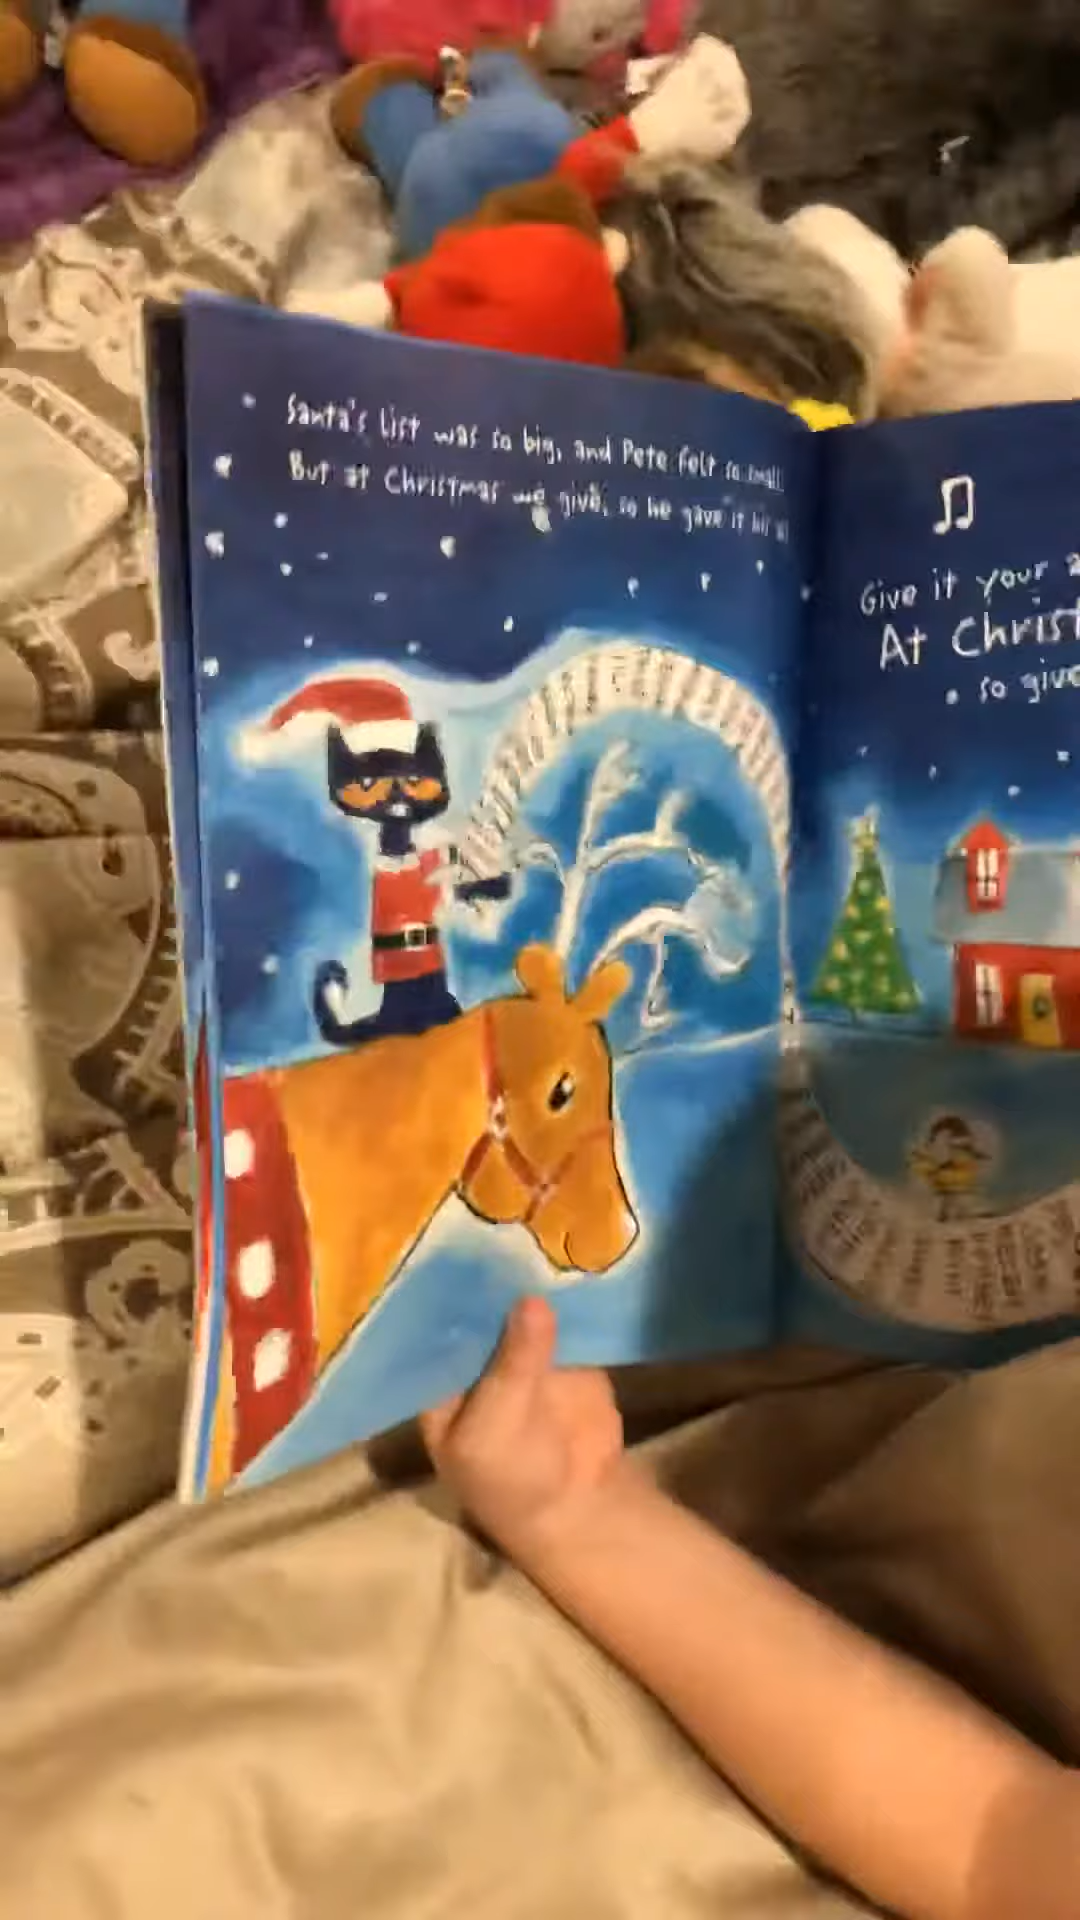 Santa's list was so big, and Pete felt so small.
But at Christmas we give, so he gave it his
Give it your
At Christ
so give